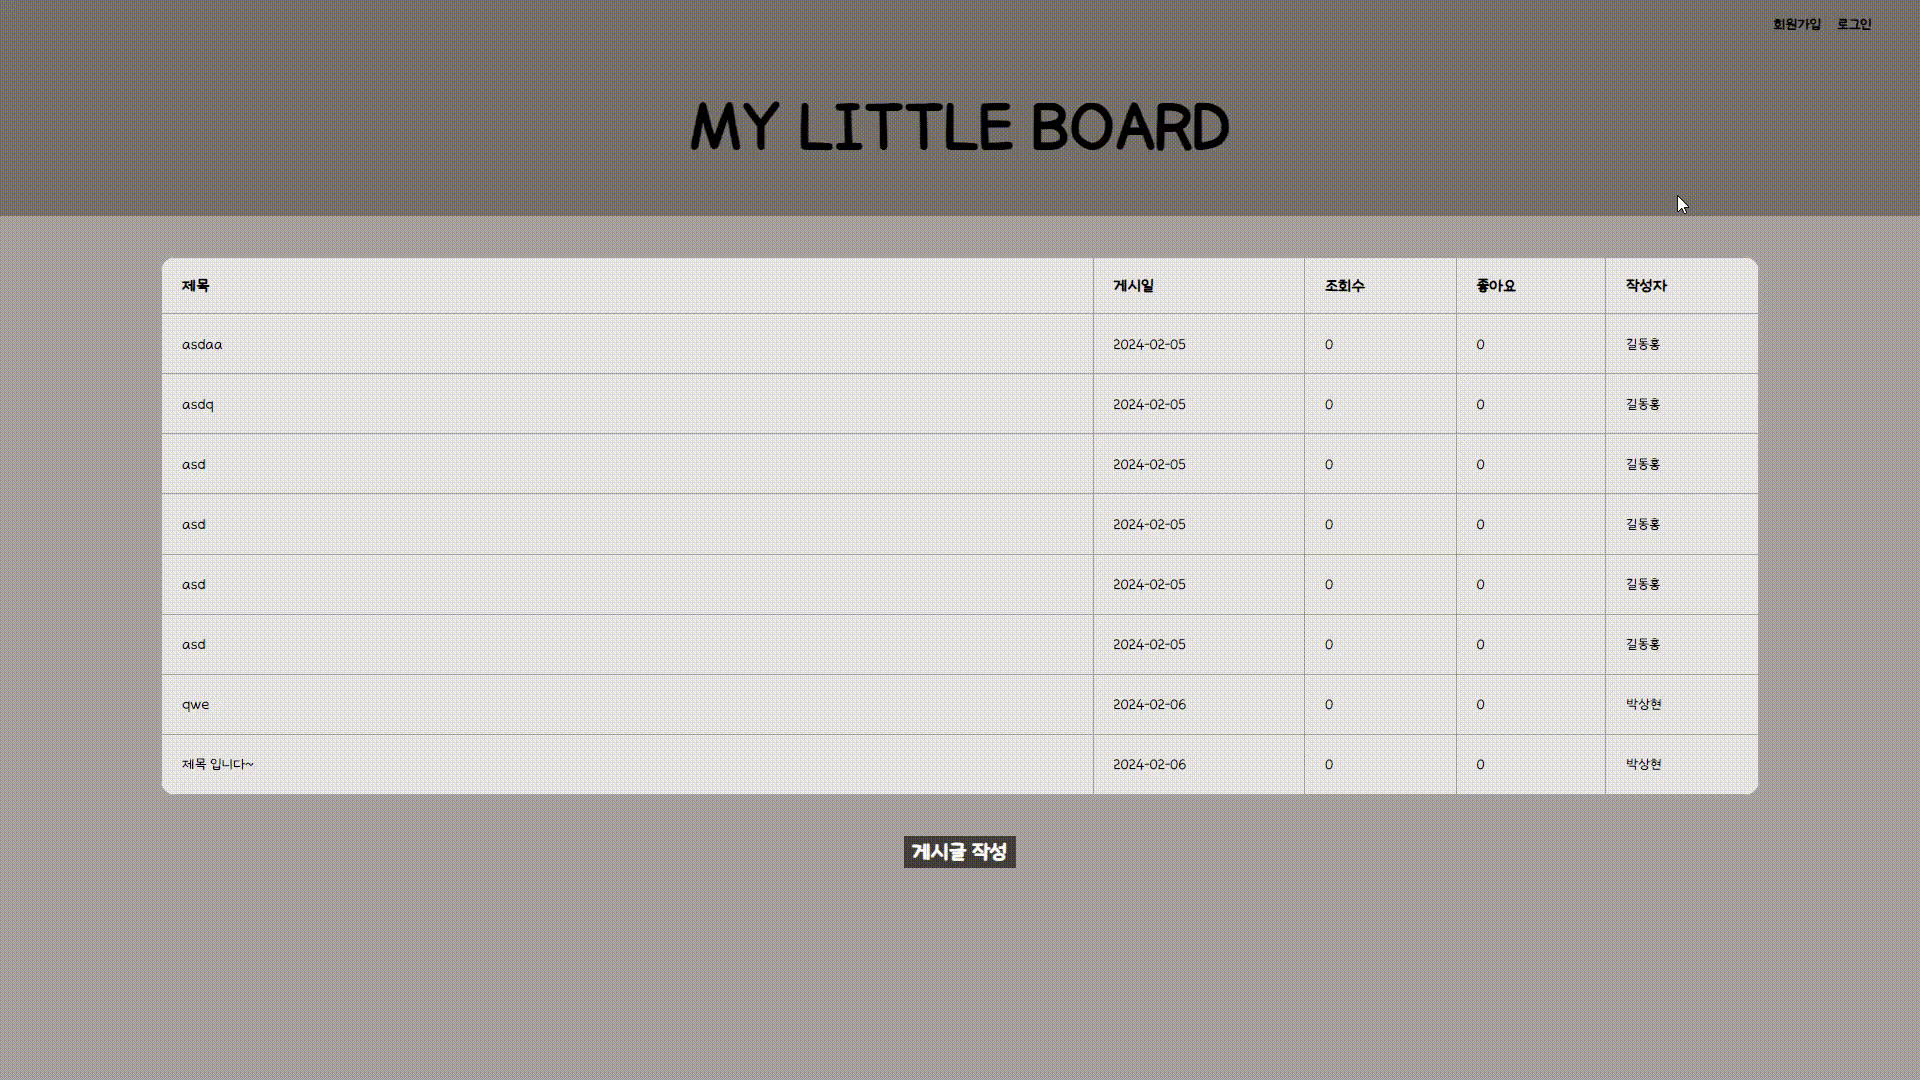 회원가입 로그인
MY LITTLE BOARD
제목 게시일 조회수 좋아요 작성자
asdaa 2024-02-05 0 0 길동홍
asdq 2024-02-05 0 0 길동홍
asd 2024-02-05 0 0 길동홍
asd 2024-02-05 0 0 길동홍
asd 2024-02-05 0 0 길동홍
asd 2024-02-05 0 0 길동홍
qwe 2024-02-06 0 0 박상현
제목 입니다~ 2024-02-06 0 0 박상현
게시글 작성